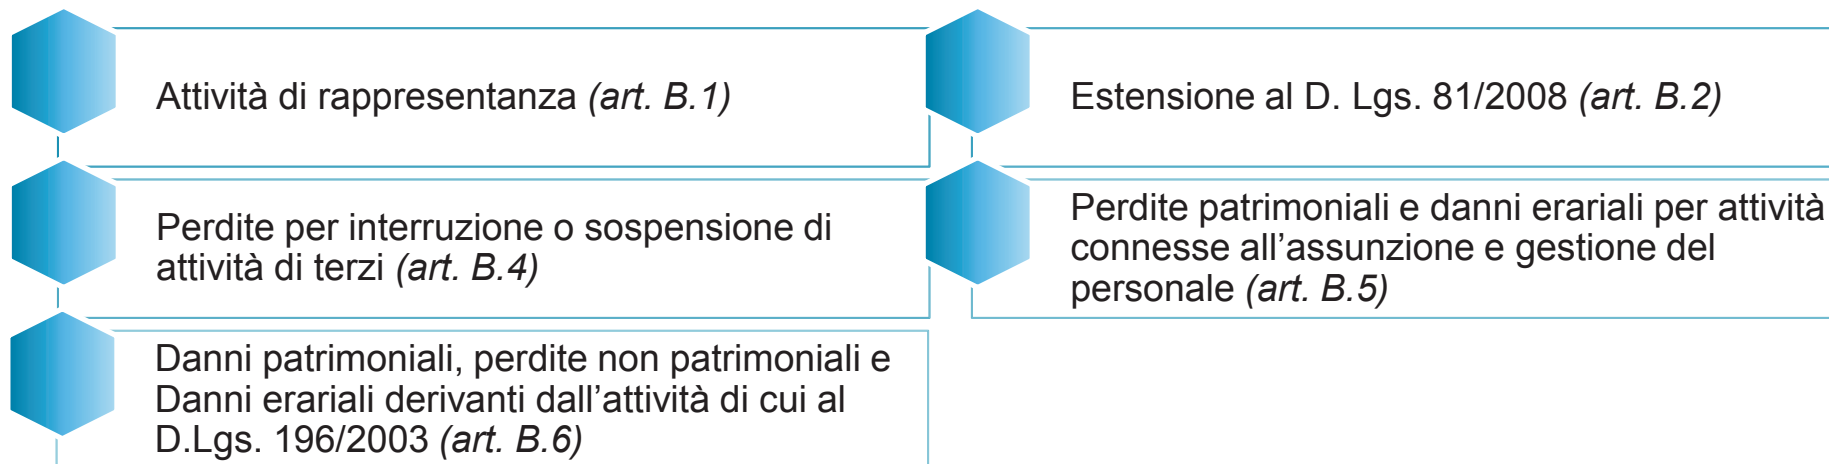 Attività di rappresentanza (art. B.1)
Estensione al D. Lgs. 81/2008 (art. B.2)
Perdite per interruzione o sospensione di
attività di terzi (art. B.4)
Perdite patrimoniali e danni erariali per attività
connesse all’assunzione e gestione del
personale (art. B.5)
Danni patrimoniali, perdite non patrimoniali e
Danni erariali derivanti dall’attività di cui al
D.Lgs. 196/2003 (art. B.6)